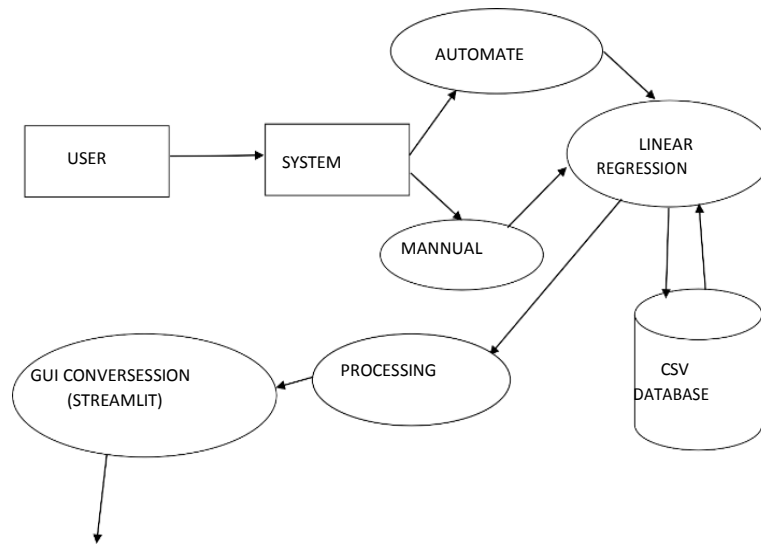 AUTOMATE
USER
SYSTEM
LINEAR
REGRESSION
MANNUAL
CSV
DATABASE
PROCESSING
GUI CONVERSESSION
(STREAMLIT)